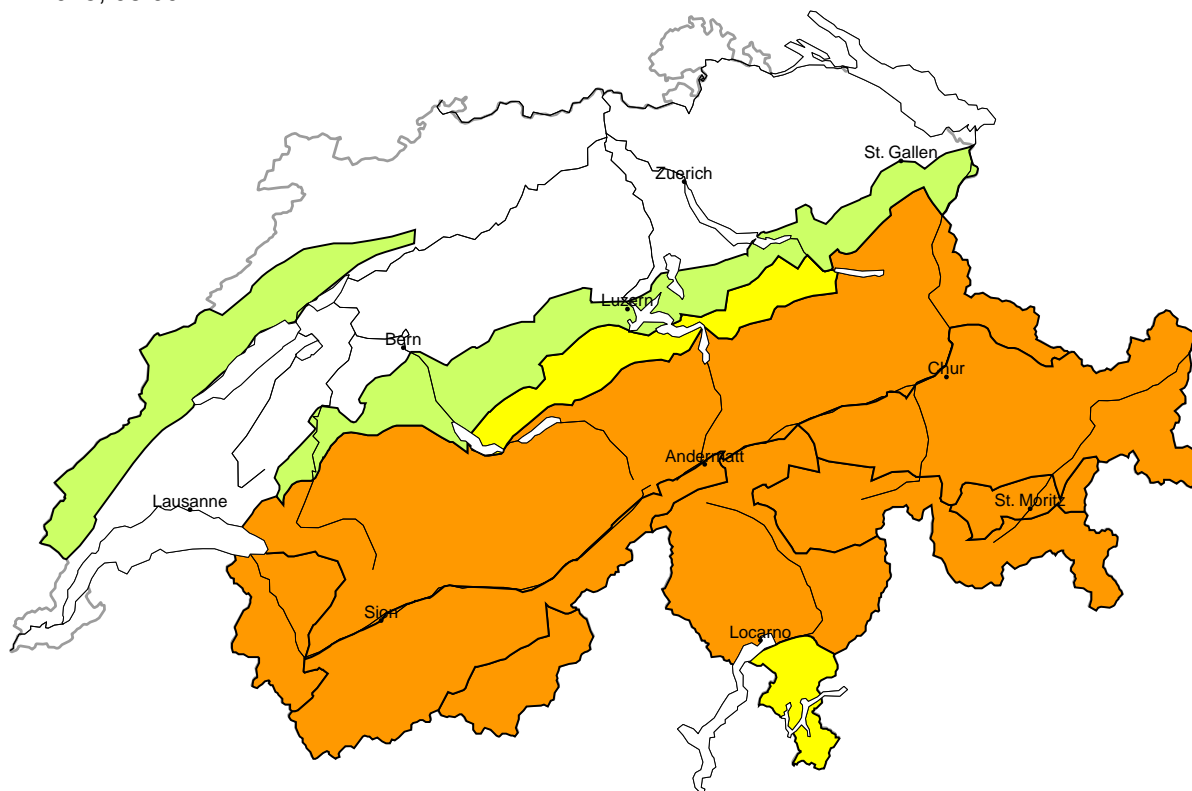 St. Gallen
Zuerich
Luzern
Bern
Chur
Andermatt
Lausanne
St. Moritz
Sion
Locarno